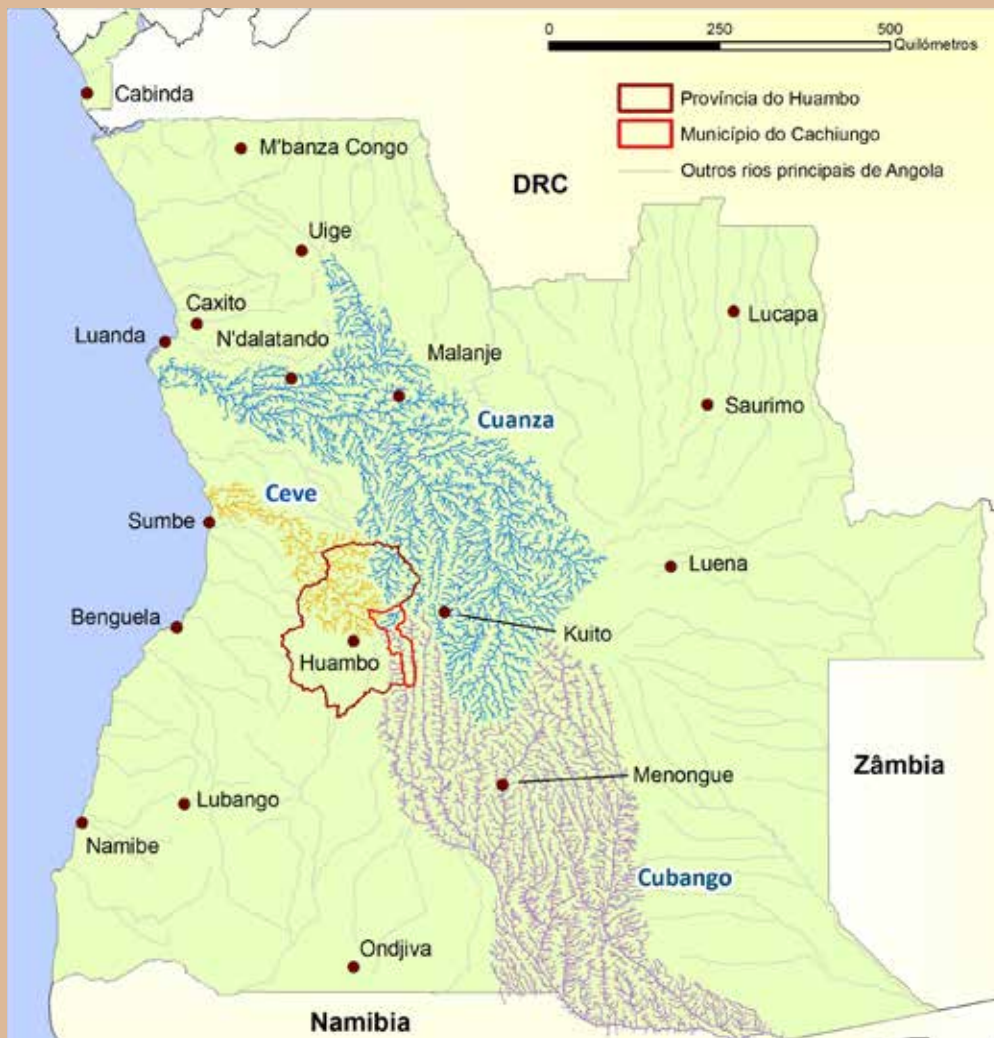 0 250 500
Quilómetros
Cabinda
Província do Huambo
Município do Cachiungo
M'banza Congo
Outros rios principais de Angola
DRC
Uige
Caxito
Lucapa
Luanda
N'dalatando
Malanje
Saurimo
Cuanza
Ceve
Sumbe
Luena
Benguela
Kuito
Huambo
Menongue
Zâmbia
Lubango
Namibe
Cubango
Ondjiva
Namibia